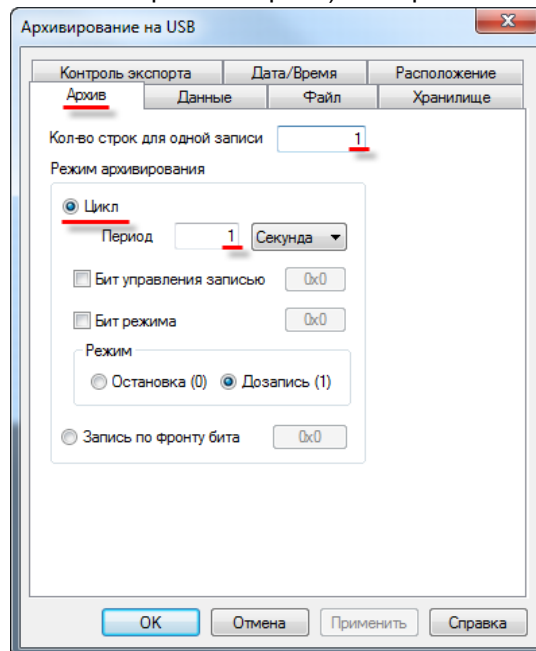 Архивирование на USB
Контроль экспорта Дата/Время Расположение
Архив Данные Файл Хранилище
Кол-во строк для одной записи 1
Режим архивирования
Цикл
Период 1 Секунда
Бит управления записью 0x0
Бит режима 0x0
Режим
Остановка (0) Дозапись (1)
Запись по фронту бита 0x0
OK Отмена Применить Справка